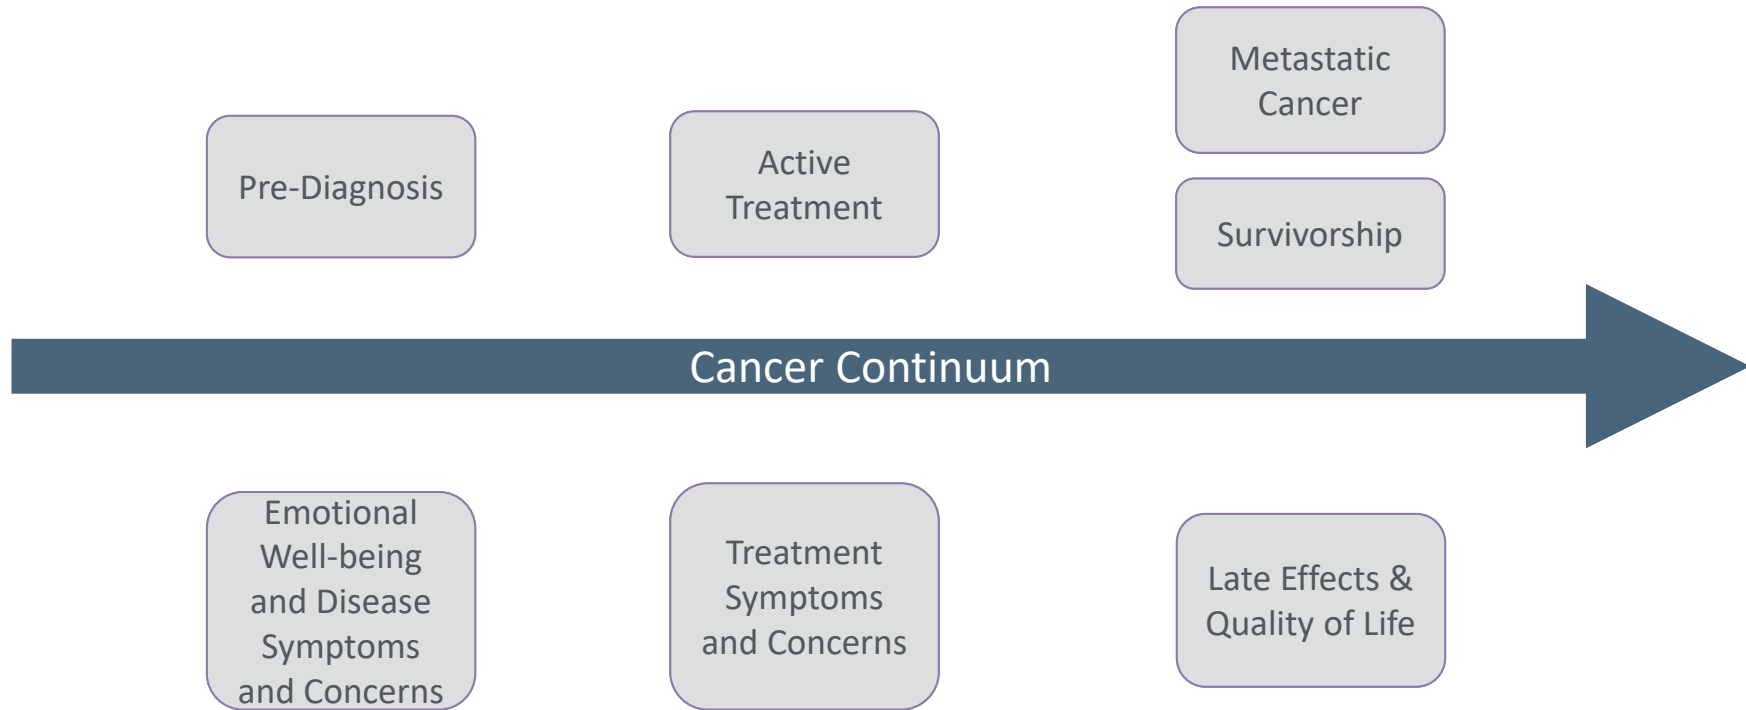 Metastatic
Cancer
Pre-Diagnosis
Active
Treatment
Survivorship
Cancer Continuum
Emotional
Well-being
and Disease
Symptoms
and Concerns
Treatment
Symptoms
and Concerns
Late Effects &
Quality of Life